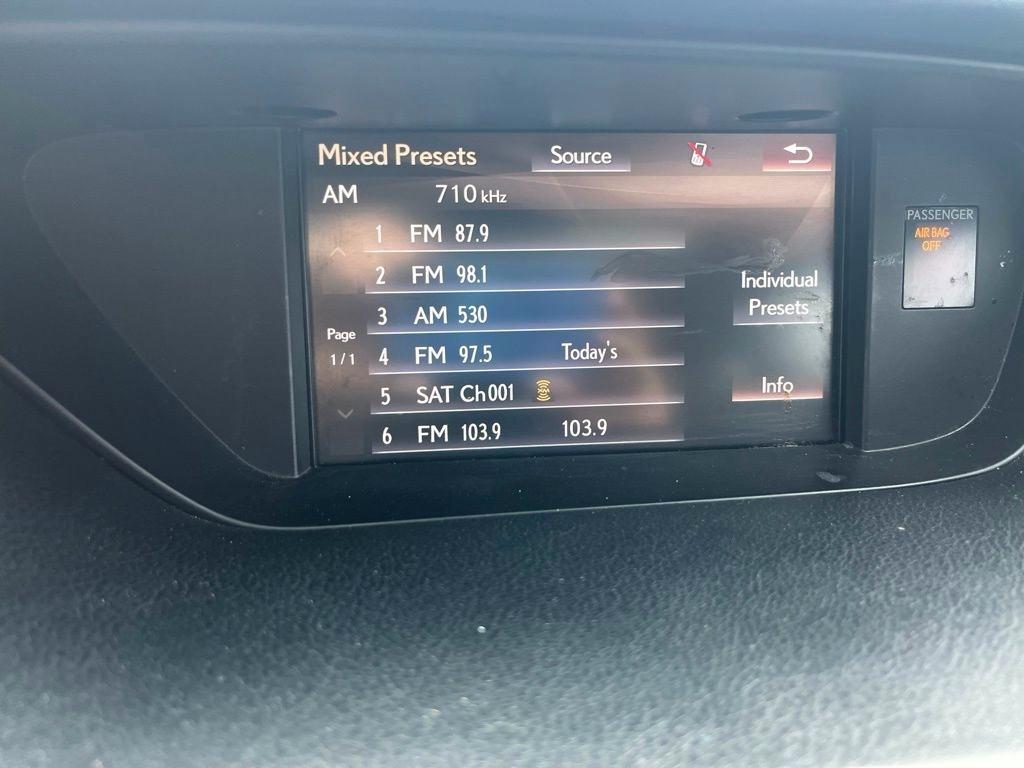 Mixed Presets Source
AM 710 kHz
1 FM 87.9
2 FM 98.1
3 AM 530
4 FM 97.5 Today's
5 SAT Ch001
6 FM 103.9 103.9
Page
1/1
Individual
Presets
Info
PASSENGER
AIR BAG
OFF